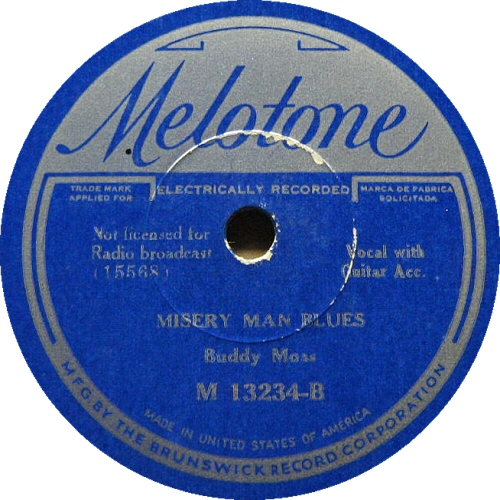 Melotone
TRADE MARK
APPLIED FOR
ELECTRICALLY RECORDED
MARCA DE FABRICA
SOLICITADA
Not licensed for
Radio broadcast
(15568)
Vocal with
Guitar Acc.
MISERY MAN BLUES
Buddy Moss
M 13234-B
MADE IN UNITED STATES OF AMERICA
MFG. BY THE BRUNSWICK RECORD CORPORATION